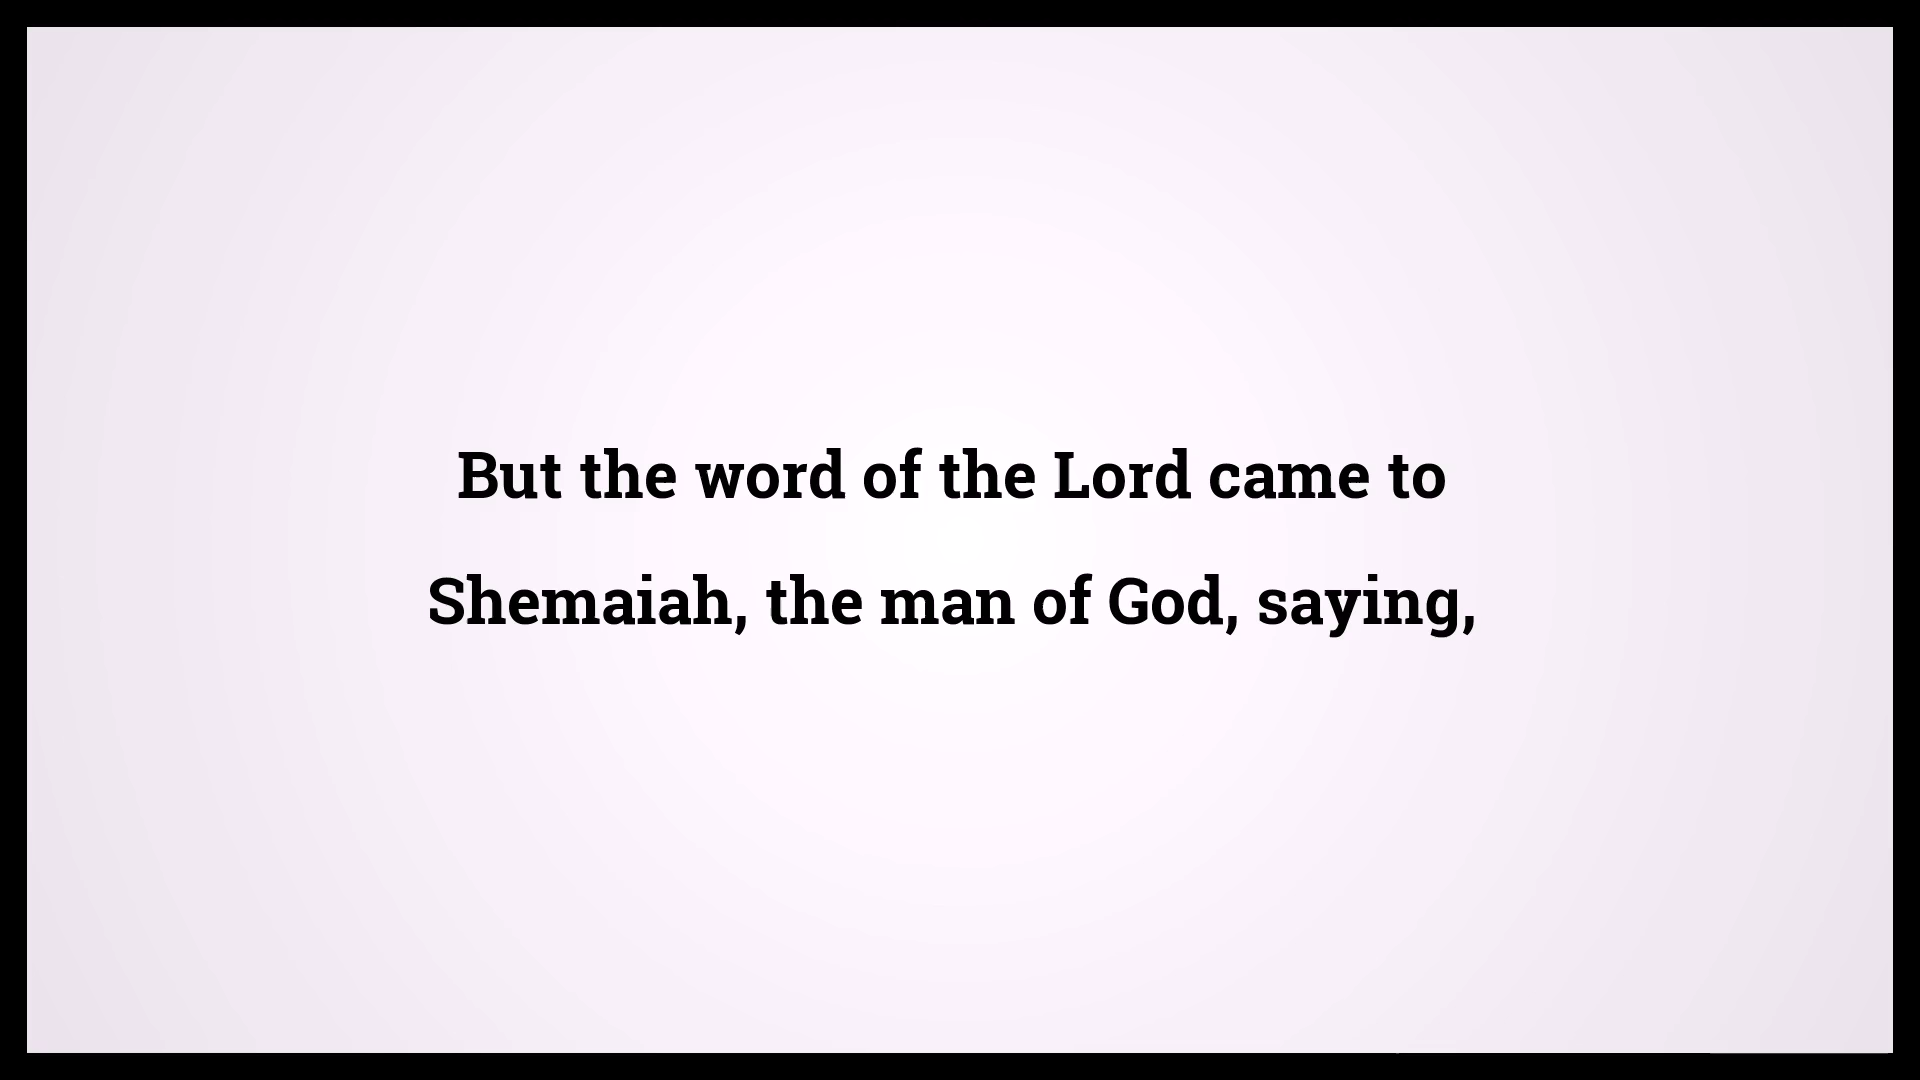 But the word of the Lord came to
Shemaiah, the man of God, saying,